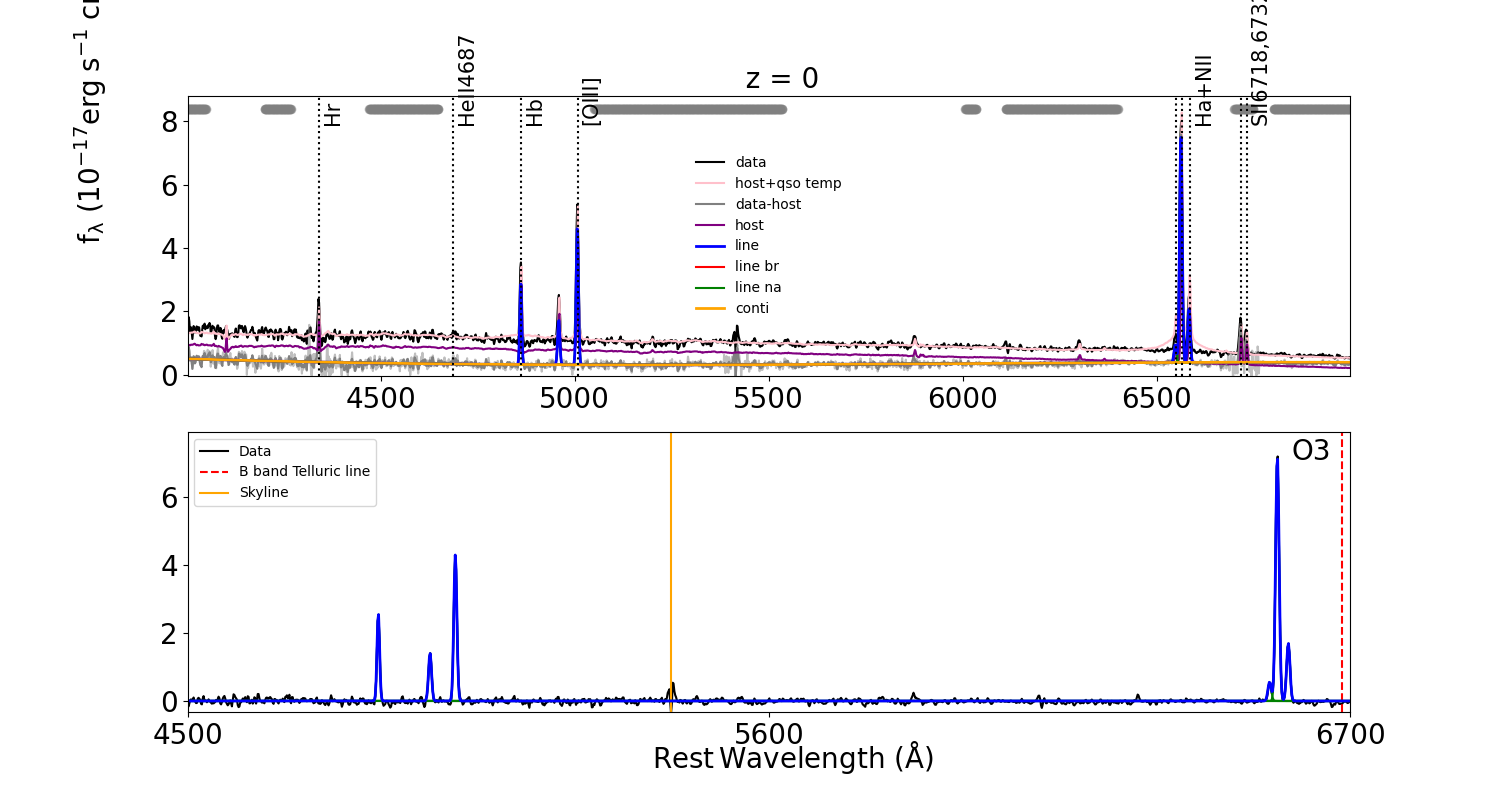 z = 0
f_λ (10^−17 erg s^−1 c
Hr
HeII4687
Hb
[OIII]
Ha+NII
SII6718,673
8
6
4
2
0
data
host+qso temp
data-host
host
line
line br
line na
conti
4500 5000 5500 6000 6500
Data
B band Telluric line
Skyline
O3
6
4
2
0
4500 5600 6700
Rest Wavelength (Å)